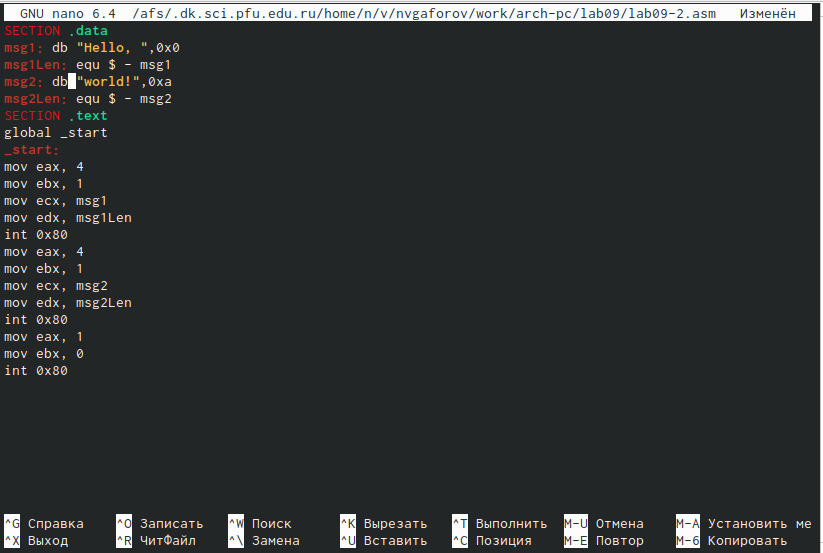 GNU nano 6.4 /afs/.dk.sci.pfu.edu.ru/home/n/v/nvgaforov/work/arch-pc/lab09/lab09-2.asm Изменён
SECTION .data
msg1: db "Hello, ",0x0
msg1Len: equ $ - msg1
msg2: db "world!",0xa
msg2Len: equ $ - msg2
SECTION .text
global _start
_start:
mov eax, 4
mov ebx, 1
mov ecx, msg1
mov edx, msg1Len
int 0x80
mov eax, 4
mov ebx, 1
mov ecx, msg2
mov edx, msg2Len
int 0x80
mov eax, 1
mov ebx, 0
int 0x80
^G Справка ^O Записать ^W Поиск ^K Вырезать ^T Выполнить M-U Отмена M-A Установить ме
^X Выход ^R ЧитФайл ^\ Замена ^U Вставить ^C Позиция M-E Повтор M-6 Копировать